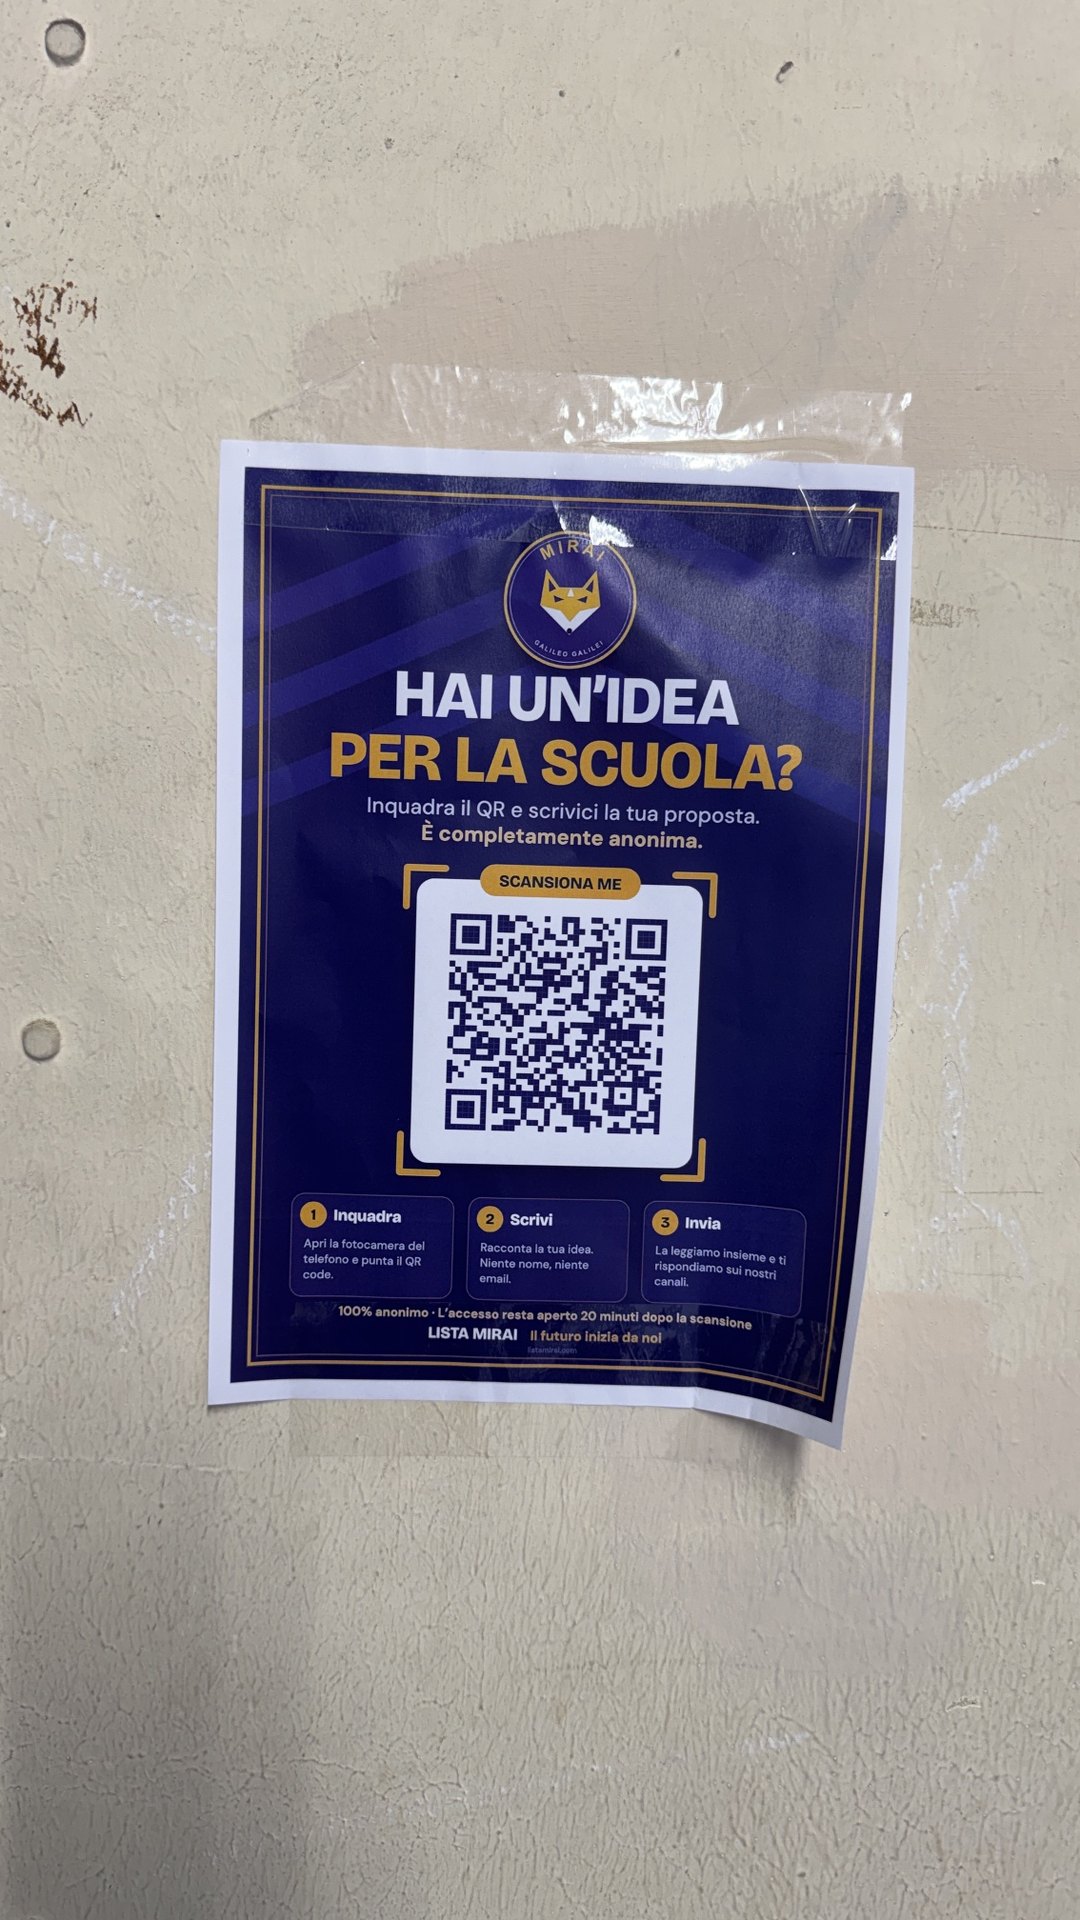 MIRAI
GALILEO GALILEI
HAI UN'IDEA
PER LA SCUOLA?
Inquadra il QR e scrivici la tua proposta.
È completamente anonima.
SCANSIONA ME
1 Inquadra
Apri la fotocamera del
telefono e punta il QR
code.
2 Scrivi
Racconta la tua idea.
Niente nome, niente
email.
3 Invia
La leggiamo insieme e ti
rispondiamo sui nostri
canali.
100% anonimo · L'accesso resta aperto 20 minuti dopo la scansione
LISTA MIRAI Il futuro inizia da noi
listamirai.com